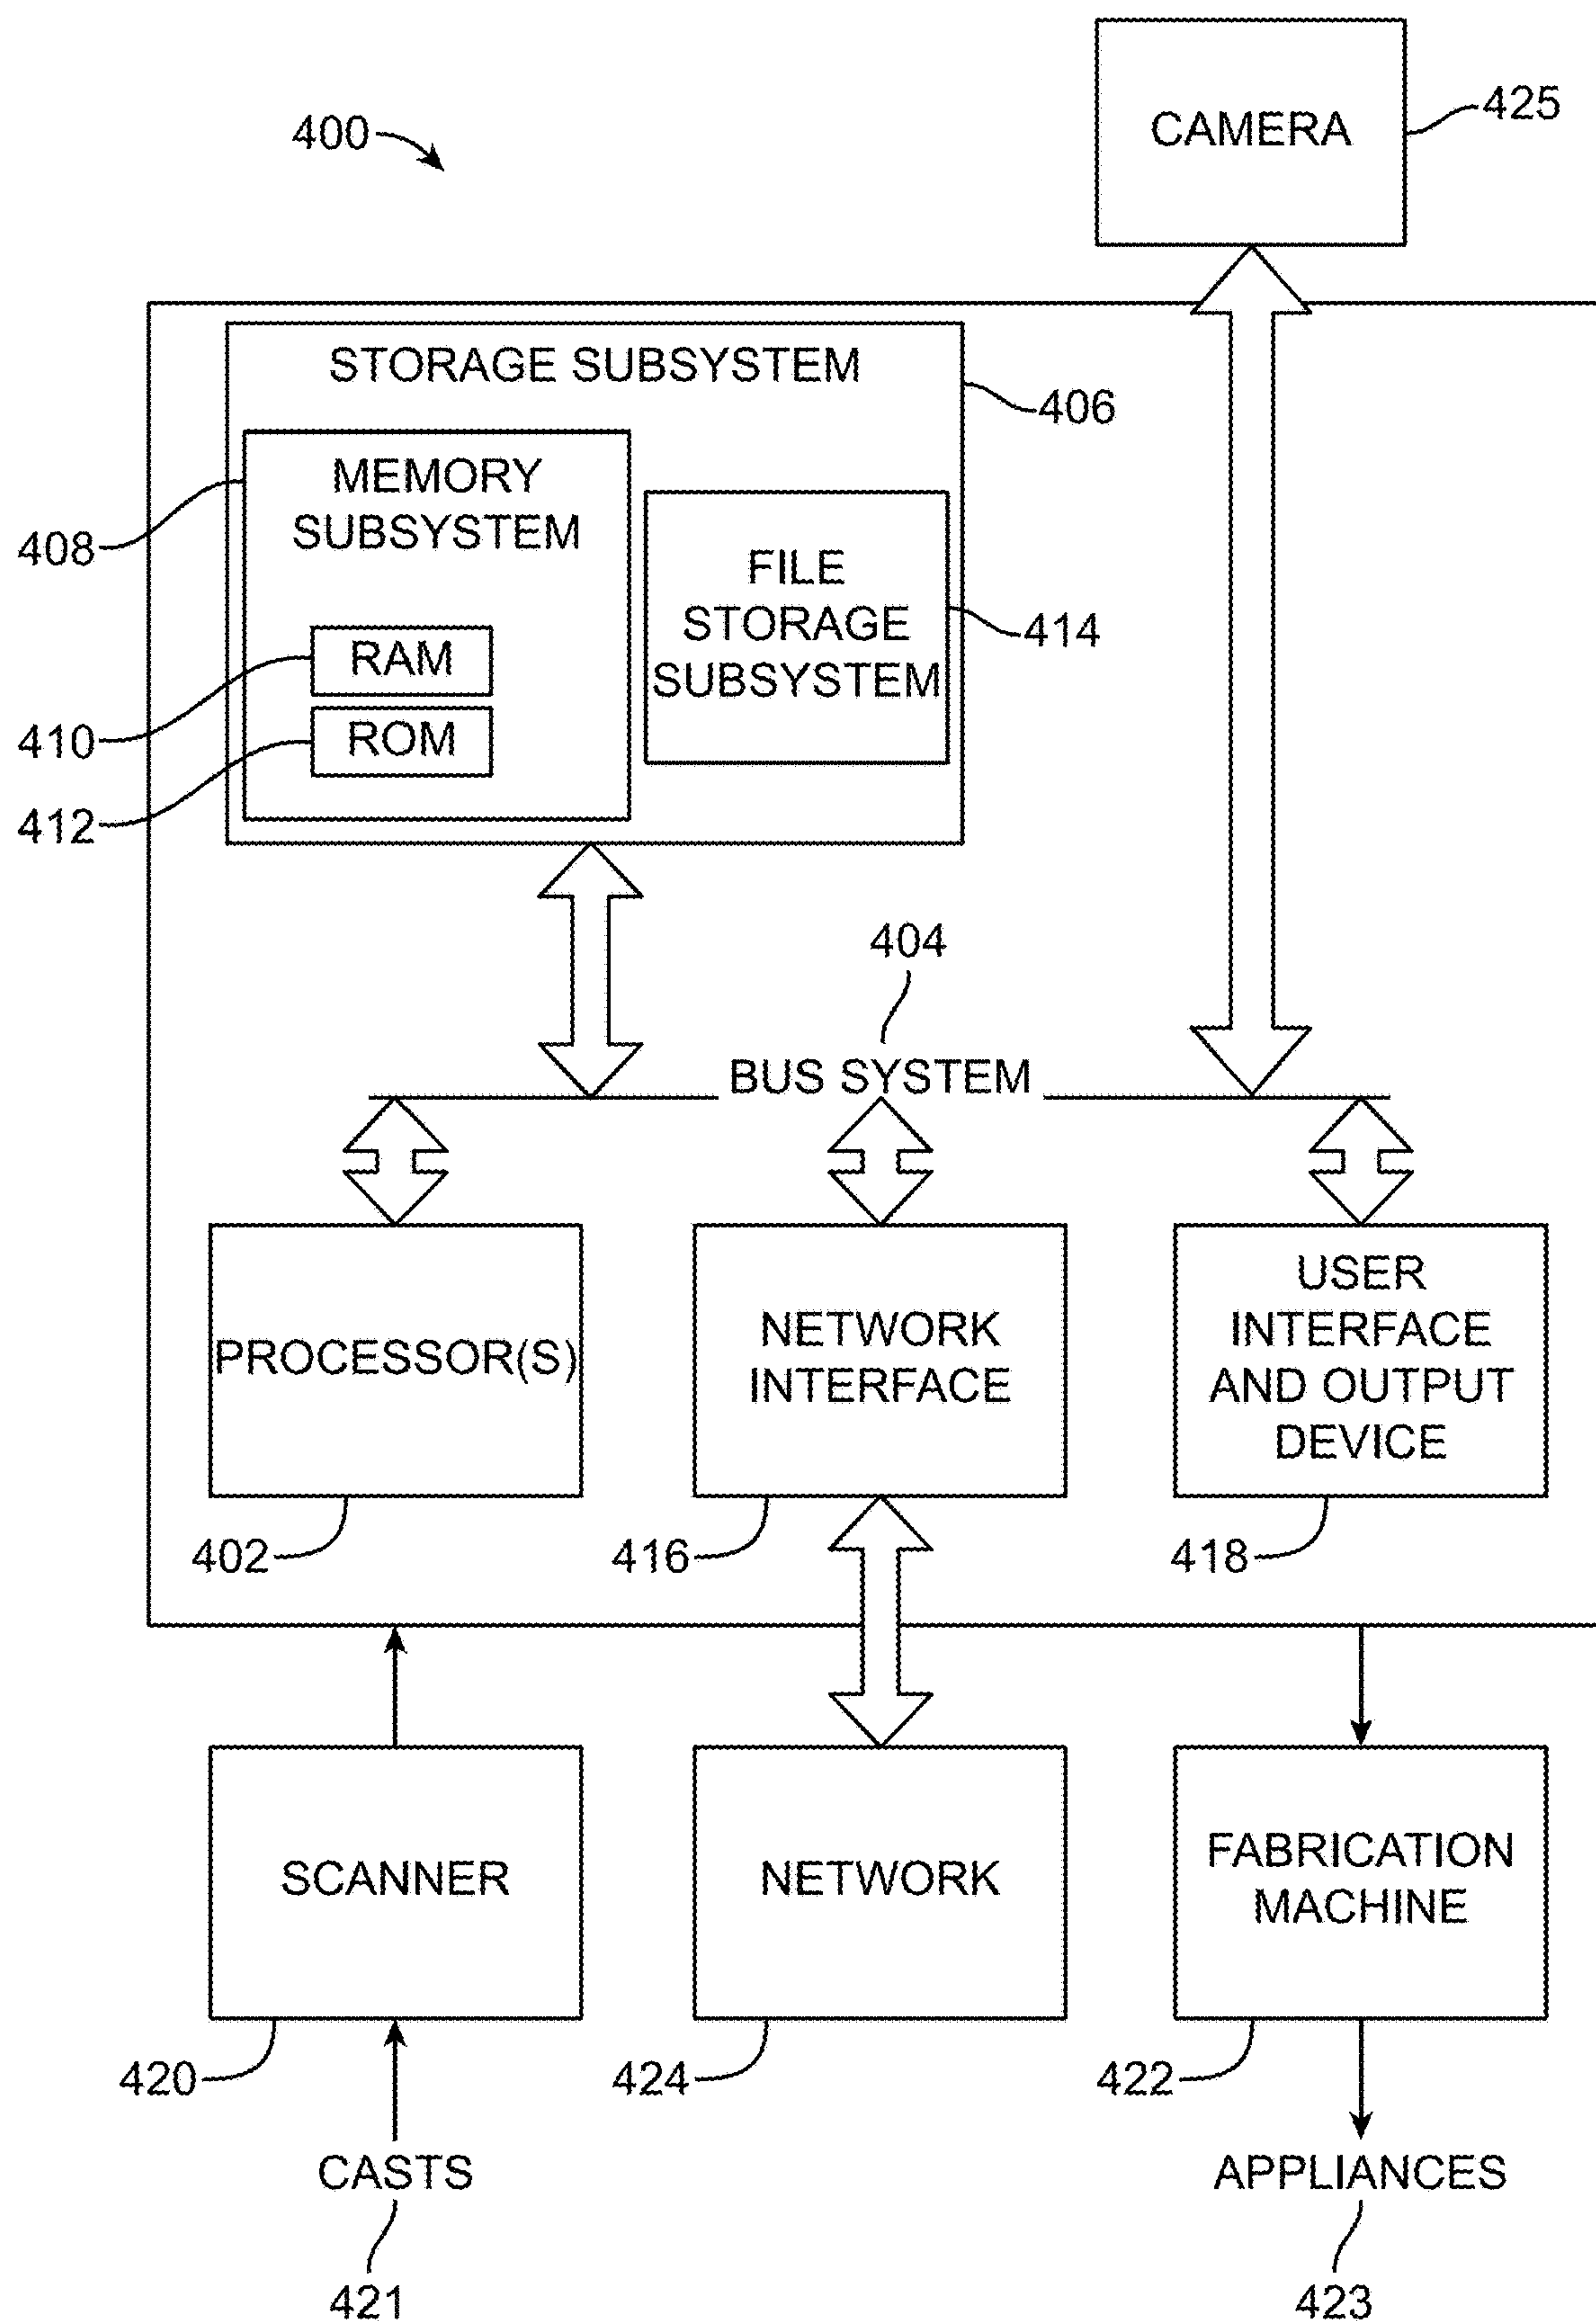 400
CAMERA
425
STORAGE SUBSYSTEM
406
MEMORY
SUBSYSTEM
408
FILE
STORAGE
SUBSYSTEM
414
RAM
410
ROM
412
404
BUS SYSTEM
PROCESSOR(S)
NETWORK
INTERFACE
USER
INTERFACE
AND OUTPUT
DEVICE
402
416
418
SCANNER
NETWORK
FABRICATION
MACHINE
420
424
422
CASTS
APPLIANCES
421
423